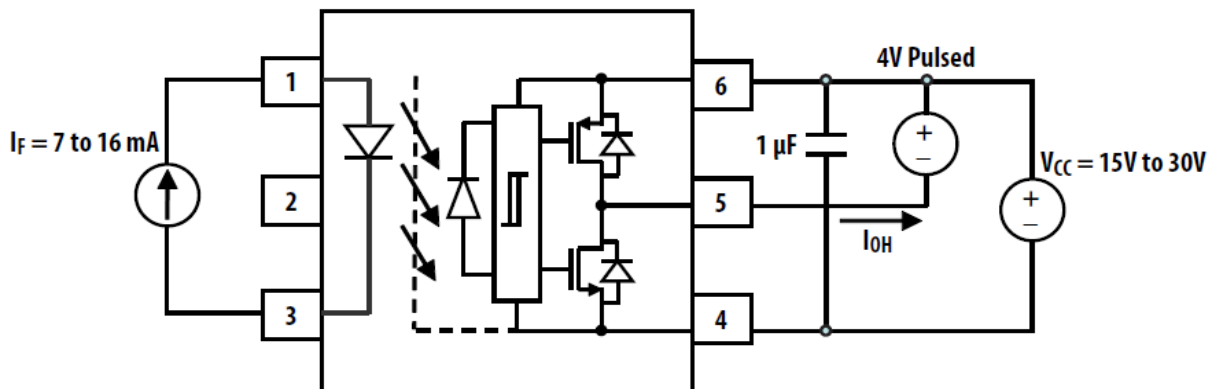 4V Pulsed
1
6
I_F = 7 to 16 mA
1 µF
+
−
V_CC = 15V to 30V
2
5
+
−
I_OH
3
4